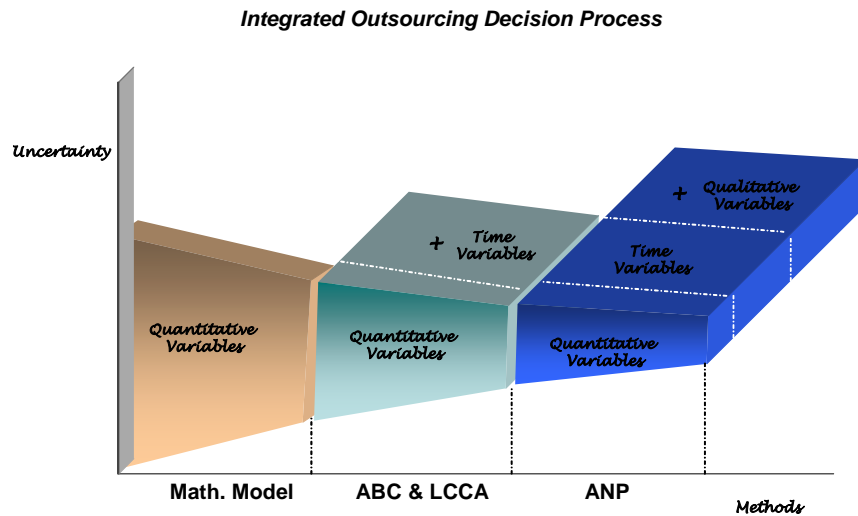 Integrated Outsourcing Decision Process
Uncertainty
+ Qualitative
Variables
+ Time
Variables
Time
Variables
Quantitative
Variables
Quantitative
Variables
Quantitative
Variables
Math. Model
ABC & LCCA
ANP
Methods